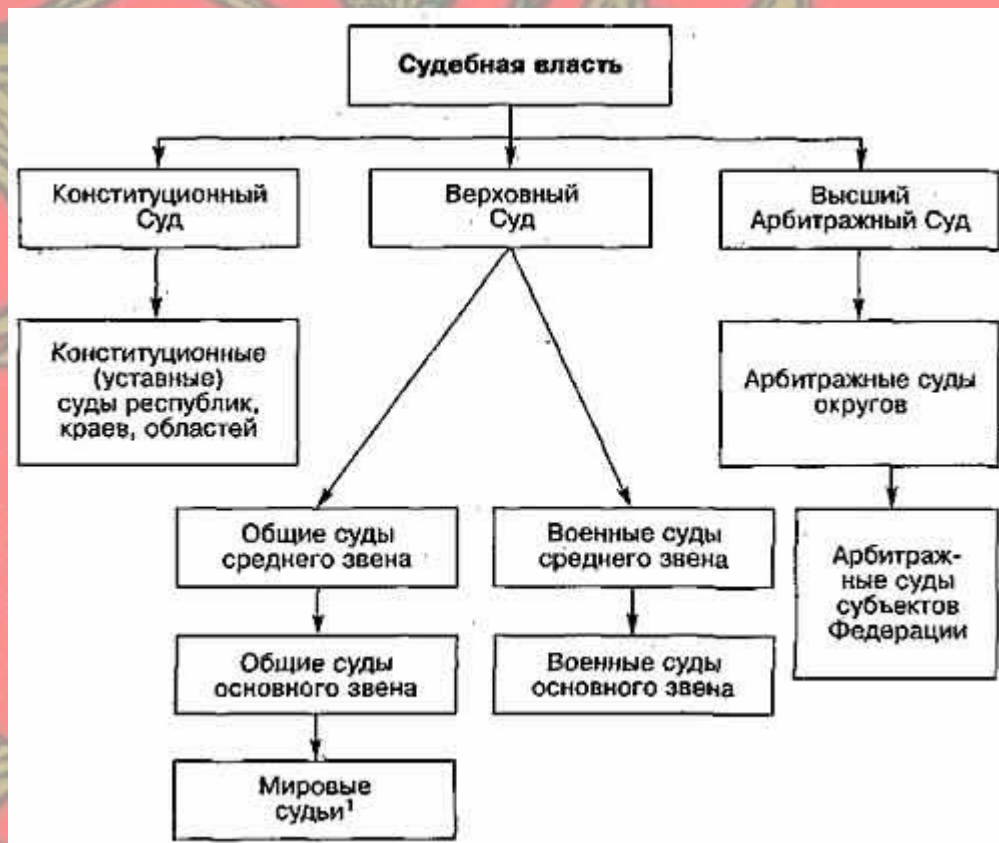 Судебная власть
Конституционный
Суд
Верховный
Суд
Высший
Арбитражный Суд
Конституционные
(уставные)
суды республик,
краев, областей
Арбитражные суды
округов
Общие суды
среднего звена
Военные суды
среднего звена
Арбитраж-
ные суды
субъектов
Федерации
Общие суды
основного звена
Военные суды
основного звена
Мировые
судьи¹